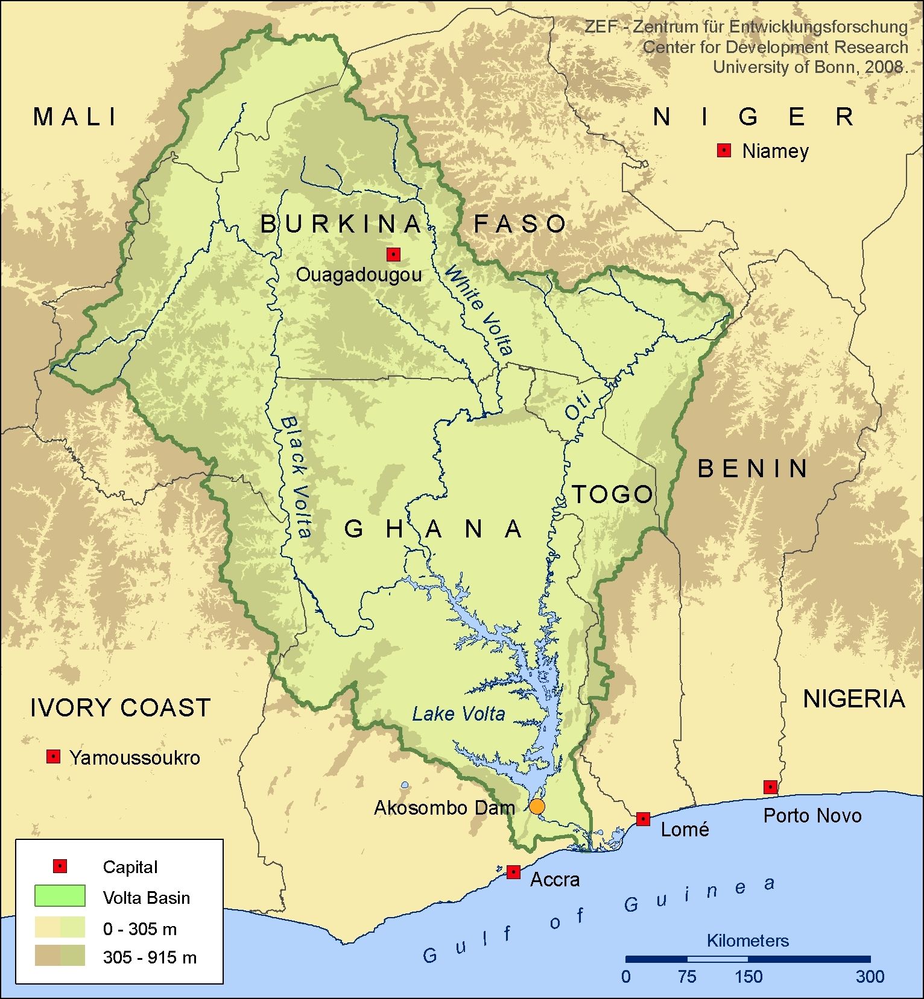 ZEF - Zentrum für Entwicklungsforschung
Center for Development Research
University of Bonn, 2008.
MALI
NIGER
Niamey
BURKINA FASO
Ouagadougou
White Volta
Oti
Black Volta
BENIN
TOGO
GHANA
NIGERIA
IVORY COAST
Lake Volta
Yamoussoukro
Akosombo Dam
Porto Novo
Lomé
Accra
Gulf of Guinea
Capital
Volta Basin
0 - 305 m
305 - 915 m
Kilometers
0 75 150 300